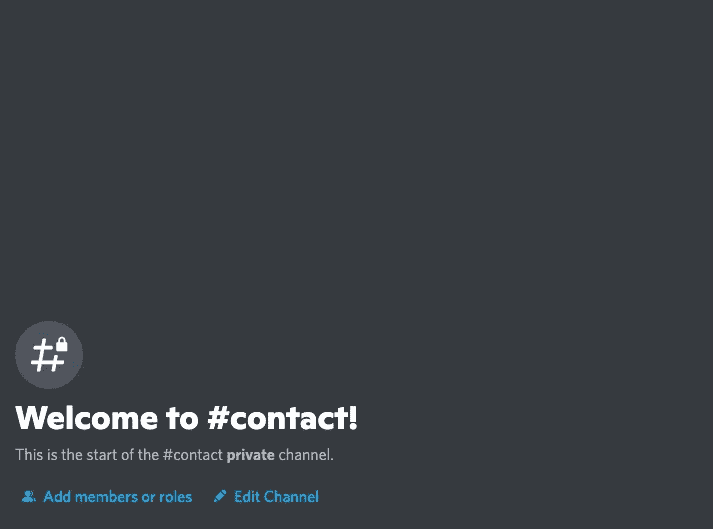 Welcome to #contact!
This is the start of the #contact private channel.
Add members or roles Edit Channel